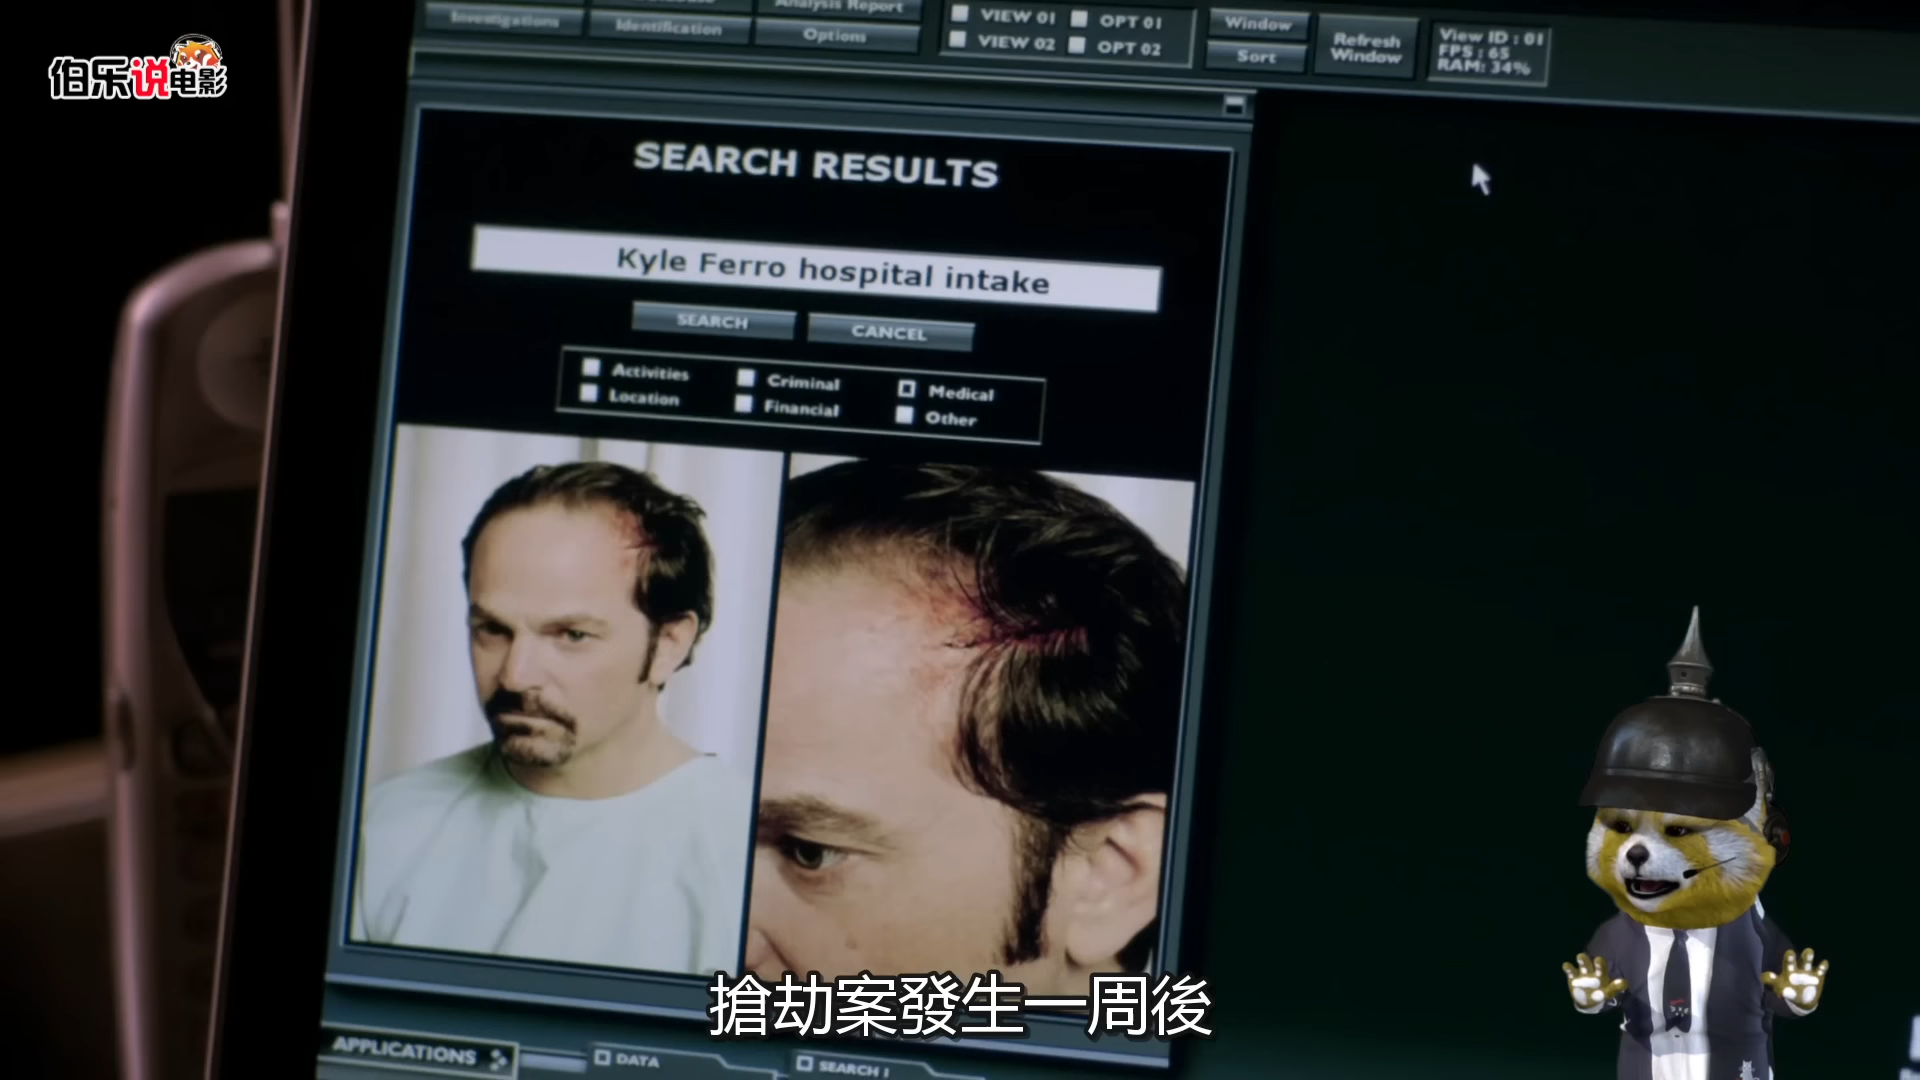 伯乐说电影
Analysis Report
Investigations
Identification
Options
VIEW 01
OPT 01
VIEW 02
OPT 02
Window
Sort
Refresh
Window
View ID : 01
FPS : 65
RAM: 34%
SEARCH RESULTS
Kyle Ferro hospital intake
SEARCH
CANCEL
Activities
Criminal
Medical
Location
Financial
Other
搶劫案發生一周後
APPLICATIONS
DATA
SEARCH 1